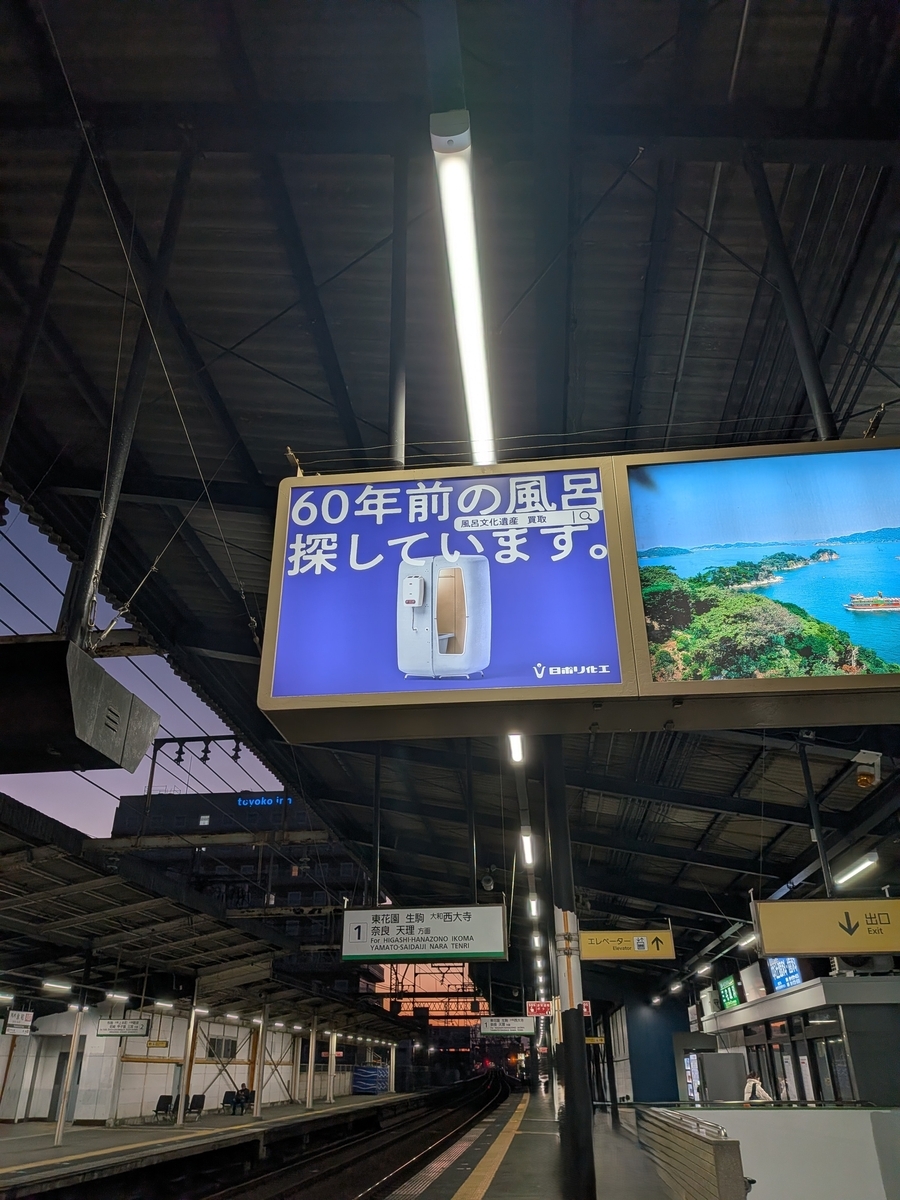 60年前の風呂
風呂文化遺産 買取
探しています。
日ポリ化工
toyoko inn
1
東花園 生駒 大和西大寺
奈良 天理 方面
For HIGASHI-HANAZONO IKOMA
YAMATO-SAIDAIJI NARA TENRI
エレベーター
Elevator
出口
Exit
1